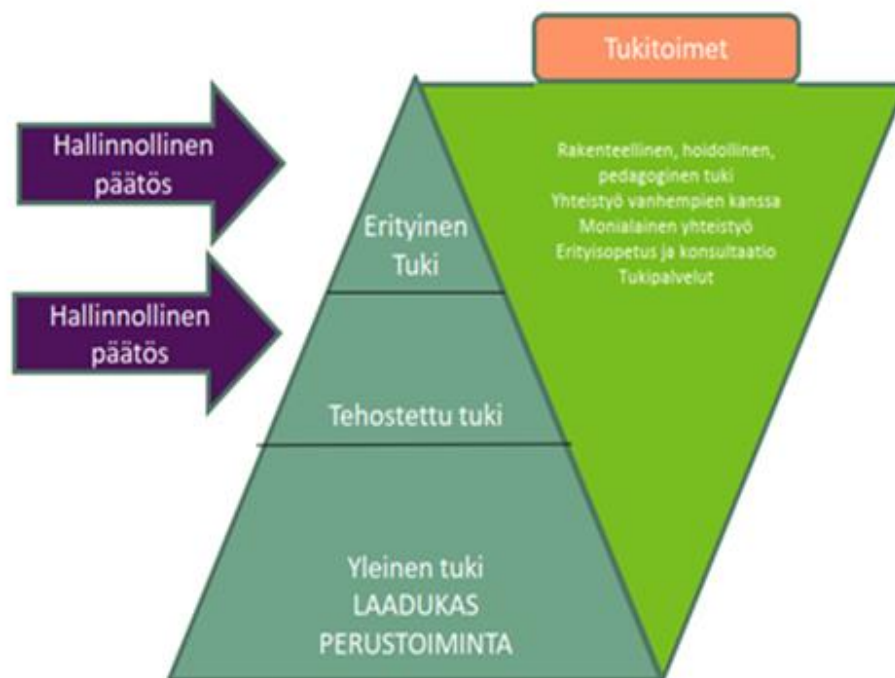 Tukitoimet
Hallinnollinen
päätös
Rakenteellinen, hoidollinen,
pedagoginen tuki
Yhteistyö vanhempien kanssa
Monialainen yhteistyö
Erityisopetus ja konsultaatio
Tukipalvelut
Erityinen
Tuki
Hallinnollinen
päätös
Tehostettu tuki
Yleinen tuki
LAADUKAS
PERUSTOIMINTA